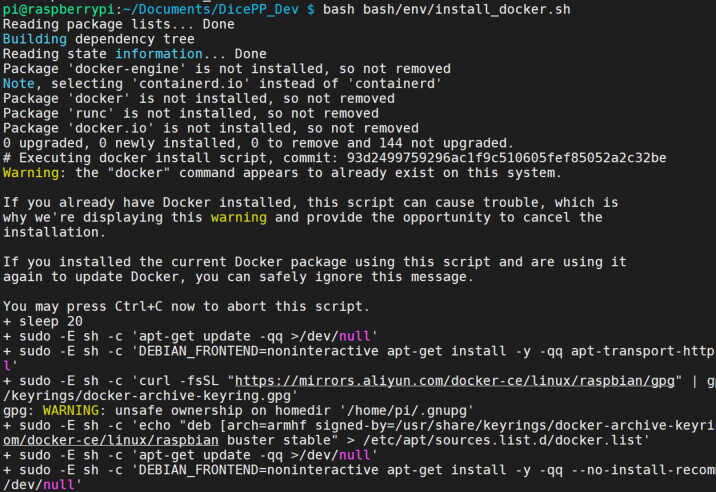 pi@raspberrypi:~/Documents/DicePP_Dev $ bash bash/env/install_docker.sh
Reading package lists... Done
Building dependency tree
Reading state information... Done
Package 'docker-engine' is not installed, so not removed
Note, selecting 'containerd.io' instead of 'containerd'
Package 'docker' is not installed, so not removed
Package 'runc' is not installed, so not removed
Package 'docker.io' is not installed, so not removed
0 upgraded, 0 newly installed, 0 to remove and 144 not upgraded.
# Executing docker install script, commit: 93d2499759296ac1f9c510605fef85052a2c32be
Warning: the "docker" command appears to already exist on this system.
If you already have Docker installed, this script can cause trouble, which is
why we're displaying this warning and provide the opportunity to cancel the
installation.
If you installed the current Docker package using this script and are using it
again to update Docker, you can safely ignore this message.
You may press Ctrl+C now to abort this script.
+ sleep 20
+ sudo -E sh -c 'apt-get update -qq >/dev/null'
+ sudo -E sh -c 'DEBIAN_FRONTEND=noninteractive apt-get install -y -qq apt-transport-http
l'
+ sudo -E sh -c 'curl -fsSL "https://mirrors.aliyun.com/docker-ce/linux/raspbian/gpg" | g
/keyrings/docker-archive-keyring.gpg'
gpg: WARNING: unsafe ownership on homedir '/home/pi/.gnupg'
+ sudo -E sh -c 'echo "deb [arch=armhf signed-by=/usr/share/keyrings/docker-archive-keyri
om/docker-ce/linux/raspbian buster stable" > /etc/apt/sources.list.d/docker.list'
+ sudo -E sh -c 'apt-get update -qq >/dev/null'
+ sudo -E sh -c 'DEBIAN_FRONTEND=noninteractive apt-get install -y -qq --no-install-recom
/dev/null'